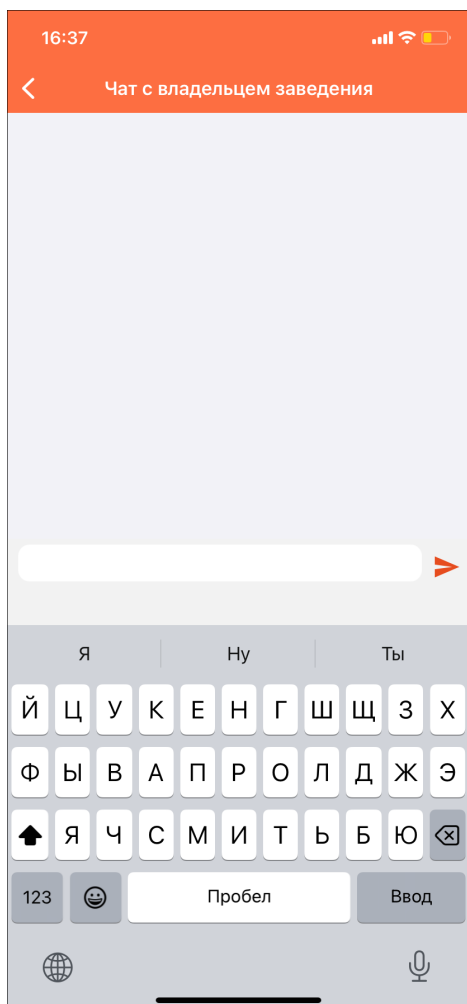 16:37
Чат с владельцем заведения
Я Ну Ты
Й Ц У К Е Н Г Ш Щ З Х
Ф Ы В А П Р О Л Д Ж Э
Я Ч С М И Т Ь Б Ю
123 Пробел Ввод